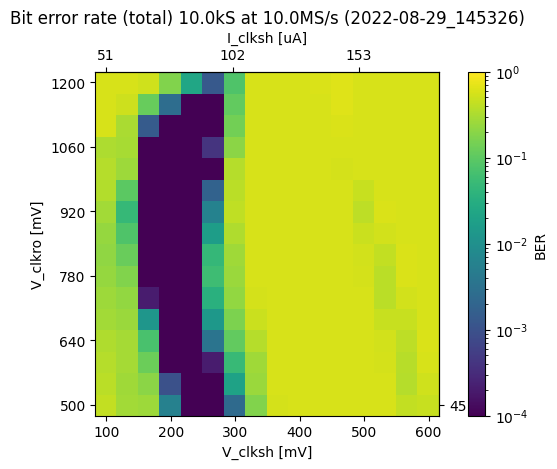 Bit error rate (total) 10.0kS at 10.0MS/s (2022-08-29_145326)
I_clksh [uA]
51 102 153
1200
1060
920
780
640
500
V_clkro [mV]
100 200 300 400 500 600
V_clksh [mV]
45
10^0
10^-1
10^-2
10^-3
10^-4
BER